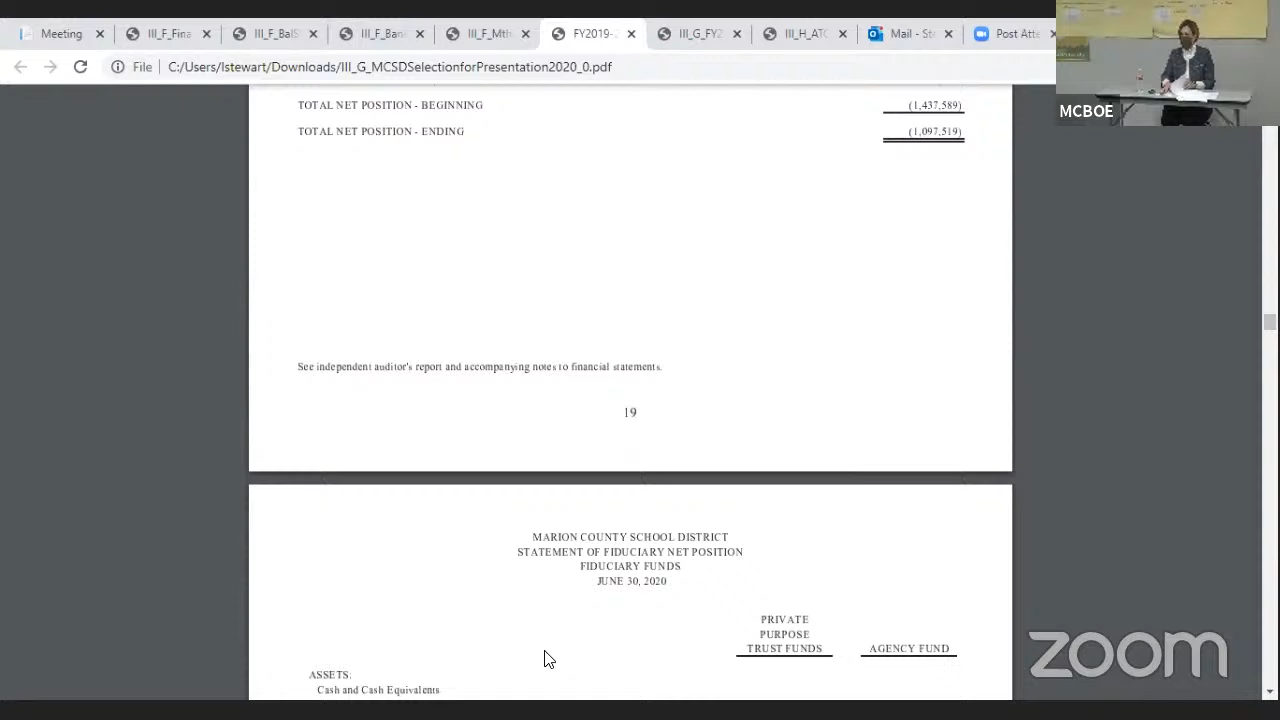 Meeting
III_F_Fina
III_F_BalS
III_F_Ban
III_F_Mth
FY2019-2
III_G_FY2
III_H_ATC
Mail - Ste
Post Atte
File
C:/Users/lstewart/Downloads/III_G_MCSDSelectionforPresentation2020_0.pdf
MCBOE
TOTAL NET POSITION - BEGINNING (1,437,589)
TOTAL NET POSITION - ENDING (1,097,519)
See independent auditor's report and accompanying notes to financial statements.
19
MARION COUNTY SCHOOL DISTRICT
STATEMENT OF FIDUCIARY NET POSITION
FIDUCIARY FUNDS
JUNE 30, 2020
PRIVATE
PURPOSE
TRUST FUNDS AGENCY FUND
ASSETS:
Cash and Cash Equivalents
zoom